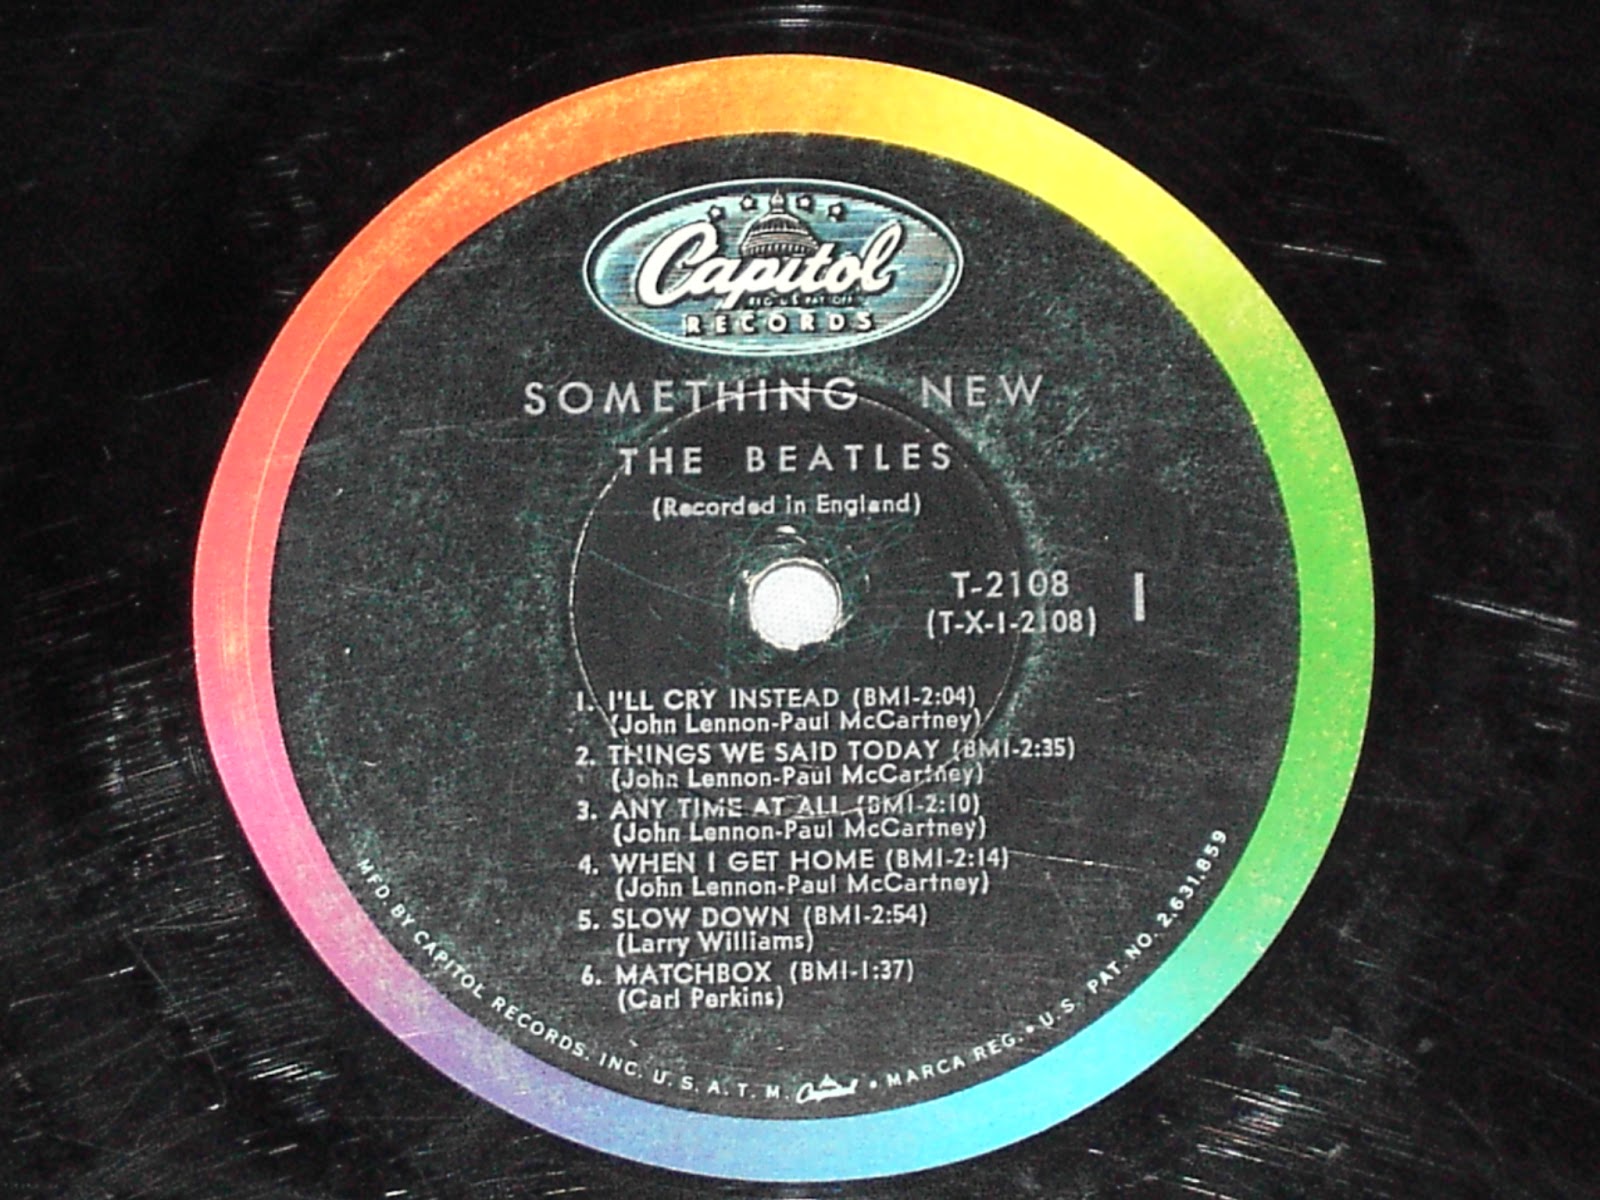 Capitol
REG. U.S. PAT. OFF.
RECORDS
SOMETHING NEW
THE BEATLES
(Recorded in England)
T-2108
(T-X-1-2108)
1
1. I'LL CRY INSTEAD (BMI-2:04)
(John Lennon-Paul McCartney)
2. THINGS WE SAID TODAY (BMI-2:35)
(John Lennon-Paul McCartney)
3. ANY TIME AT ALL (BMI-2:10)
(John Lennon-Paul McCartney)
4. WHEN I GET HOME (BMI-2:14)
(John Lennon-Paul McCartney)
5. SLOW DOWN (BMI-2:54)
(Larry Williams)
6. MATCHBOX (BMI-1:37)
(Carl Perkins)
MFD BY CAPITOL RECORDS, INC. U.S.A. T.M. Capitol • MARCA REG. • U.S. PAT. NO. 2,631,859